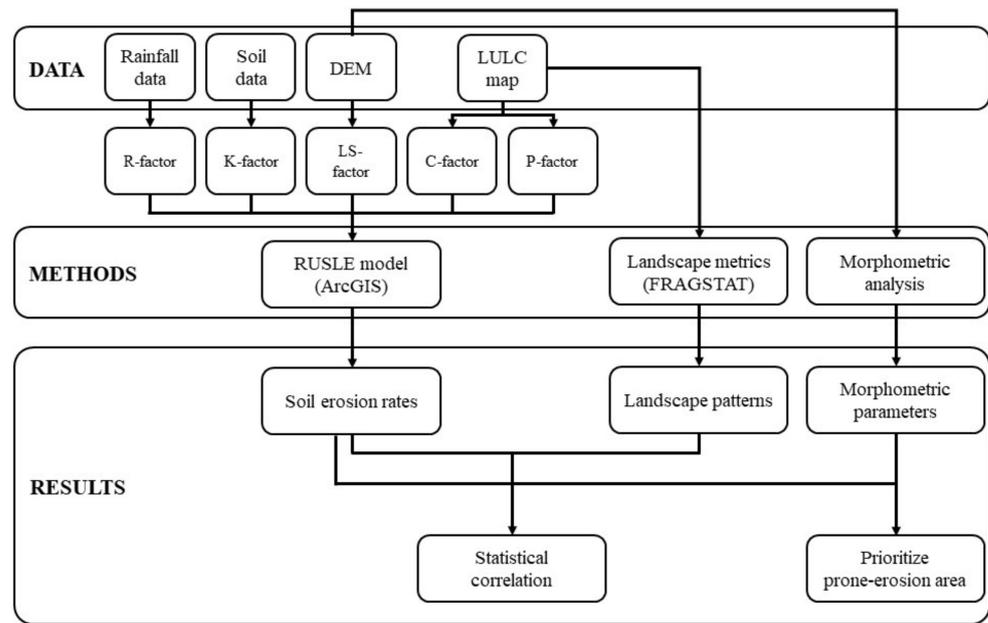 DATA
Rainfall
data
Soil
data
DEM
LULC
map
R-factor
K-factor
LS-
factor
C-factor
P-factor
METHODS
RUSLE model
(ArcGIS)
Landscape metrics
(FRAGSTAT)
Morphometric
analysis
RESULTS
Soil erosion rates
Landscape patterns
Morphometric
parameters
Statistical
correlation
Prioritize
prone-erosion area